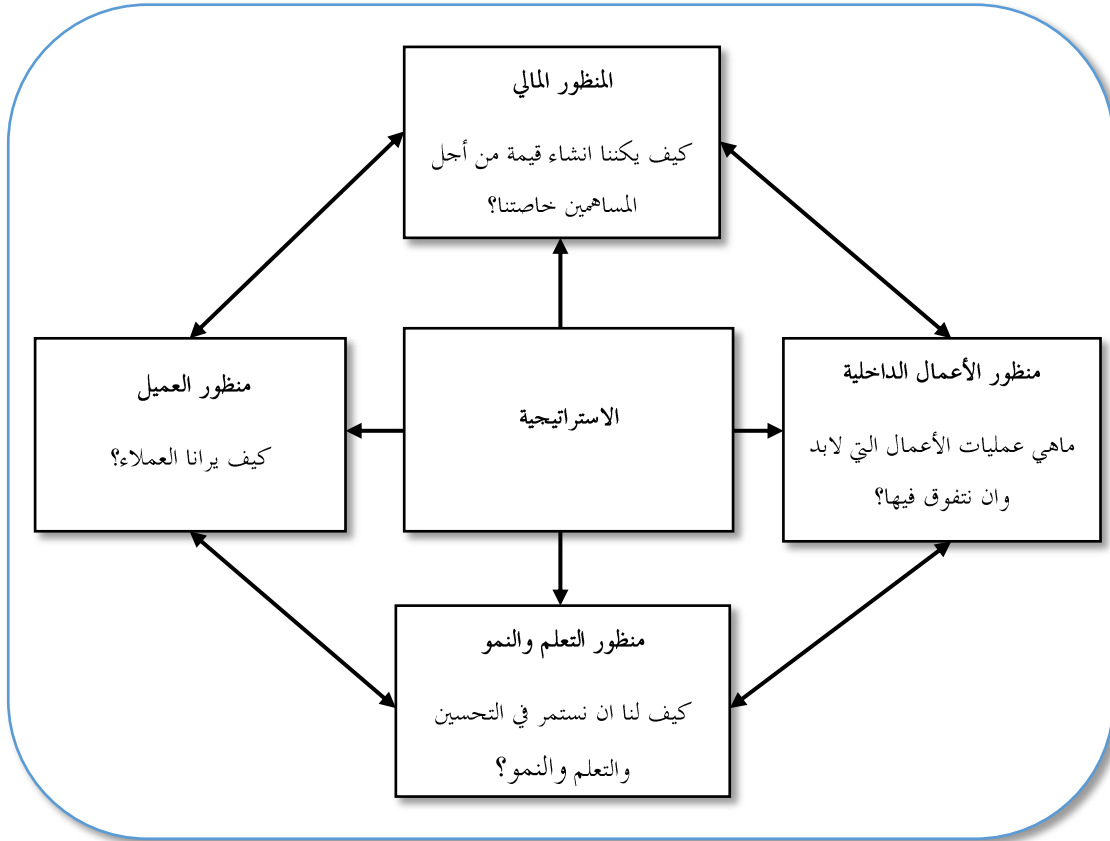 المنظور المالي
كيف يكننا انشاء قيمة من أجل
المساهمين خاصتنا؟
منظور الأعمال الداخلية
ماهي عمليات الأعمال التي لابد
وان نتفوق فيها؟
الاستراتيجية
منظور العميل
كيف يرانا العملاء؟
منظور التعلم والنمو
كيف لنا ان نستمر في التحسين
والتعلم والنمو؟